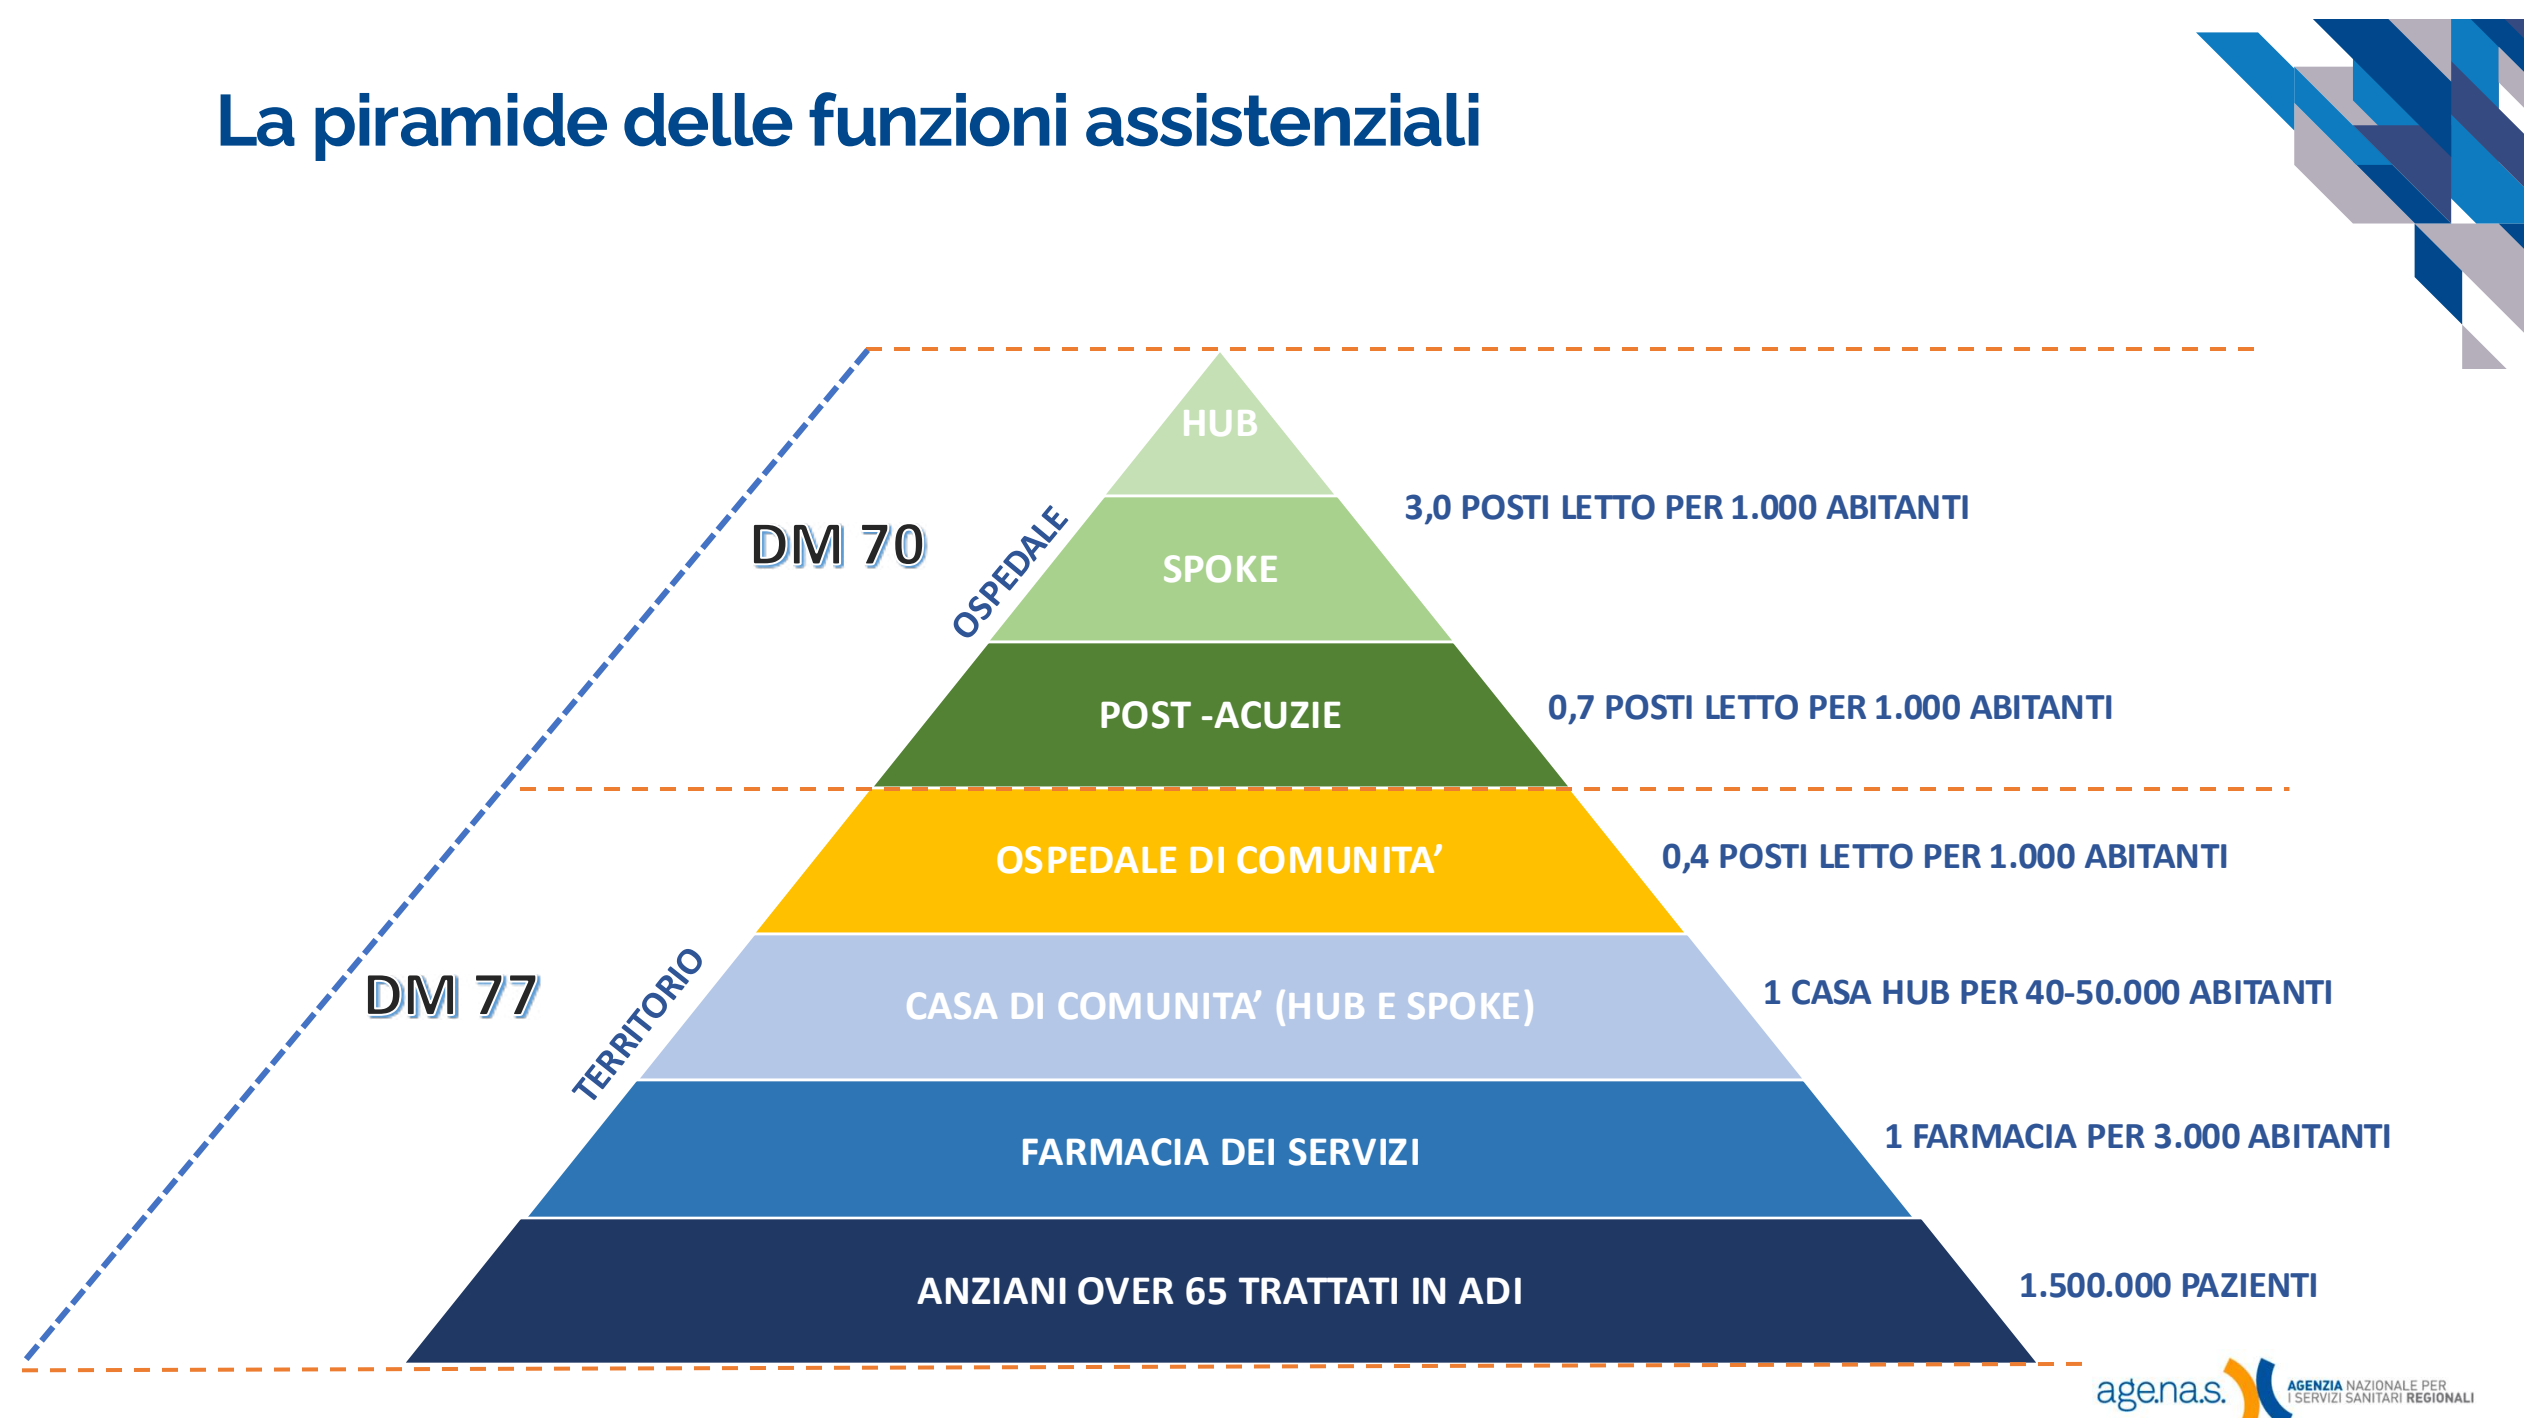 La piramide delle funzioni assistenziali
HUB
3,0 POSTI LETTO PER 1.000 ABITANTI
DM 70
OSPEDALE
SPOKE
POST -ACUZIE
0,7 POSTI LETTO PER 1.000 ABITANTI
OSPEDALE DI COMUNITA’
0,4 POSTI LETTO PER 1.000 ABITANTI
DM 77
TERRITORIO
CASA DI COMUNITA’ (HUB E SPOKE)
1 CASA HUB PER 40-50.000 ABITANTI
FARMACIA DEI SERVIZI
1 FARMACIA PER 3.000 ABITANTI
ANZIANI OVER 65 TRATTATI IN ADI
1.500.000 PAZIENTI
age.na.s.
AGENZIA NAZIONALE PER
I SERVIZI SANITARI REGIONALI